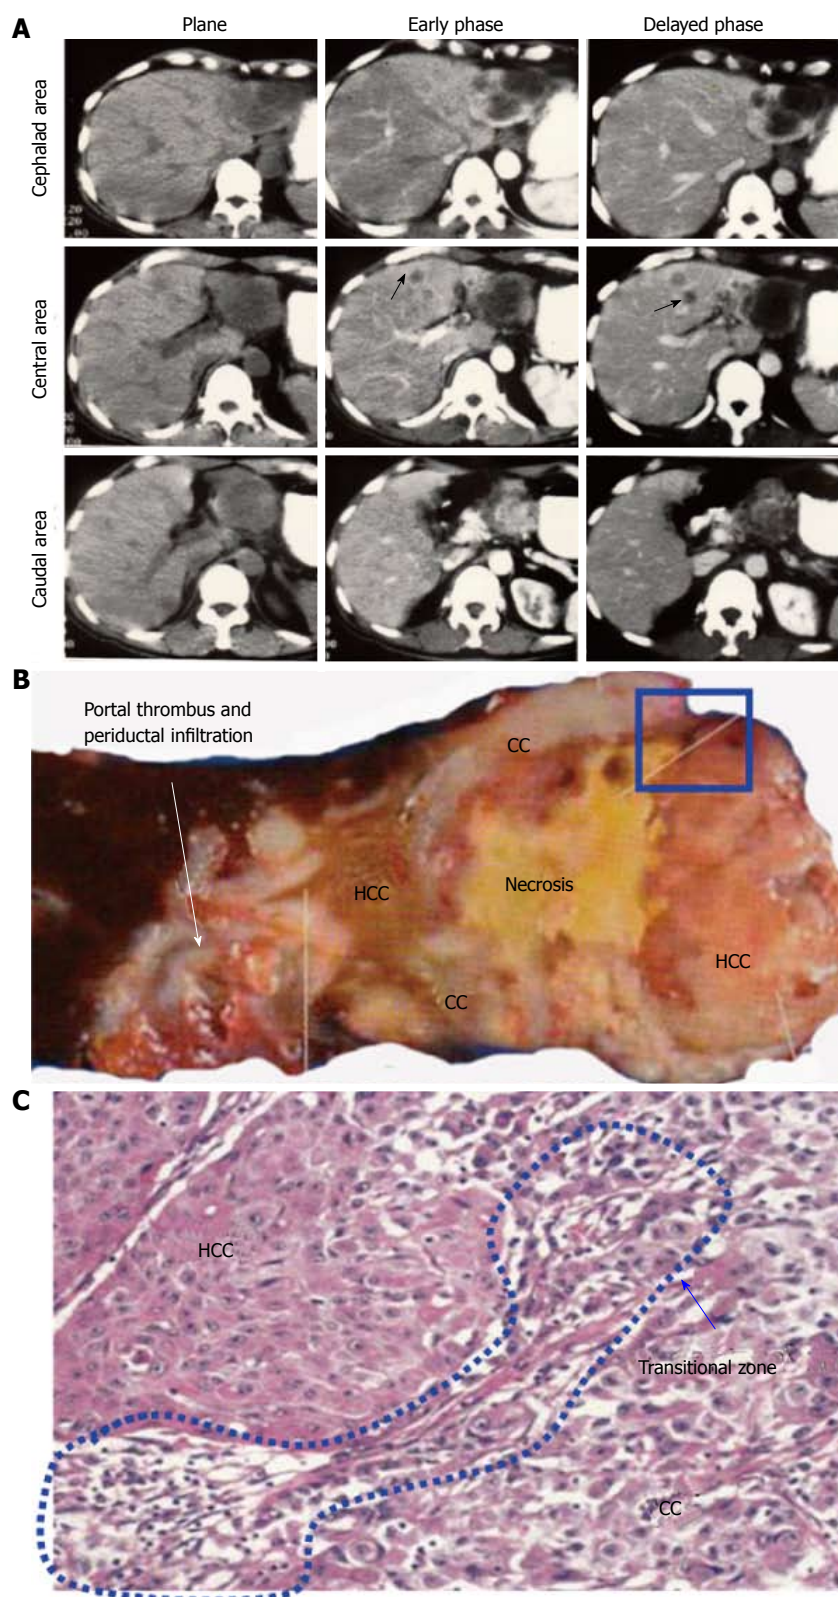 A
Plane
Early phase
Delayed phase
Cephalad area
Central area
Caudal area
B
Portal thrombus and
periductal infiltration
CC
HCC
Necrosis
HCC
CC
C
HCC
Transitional zone
CC